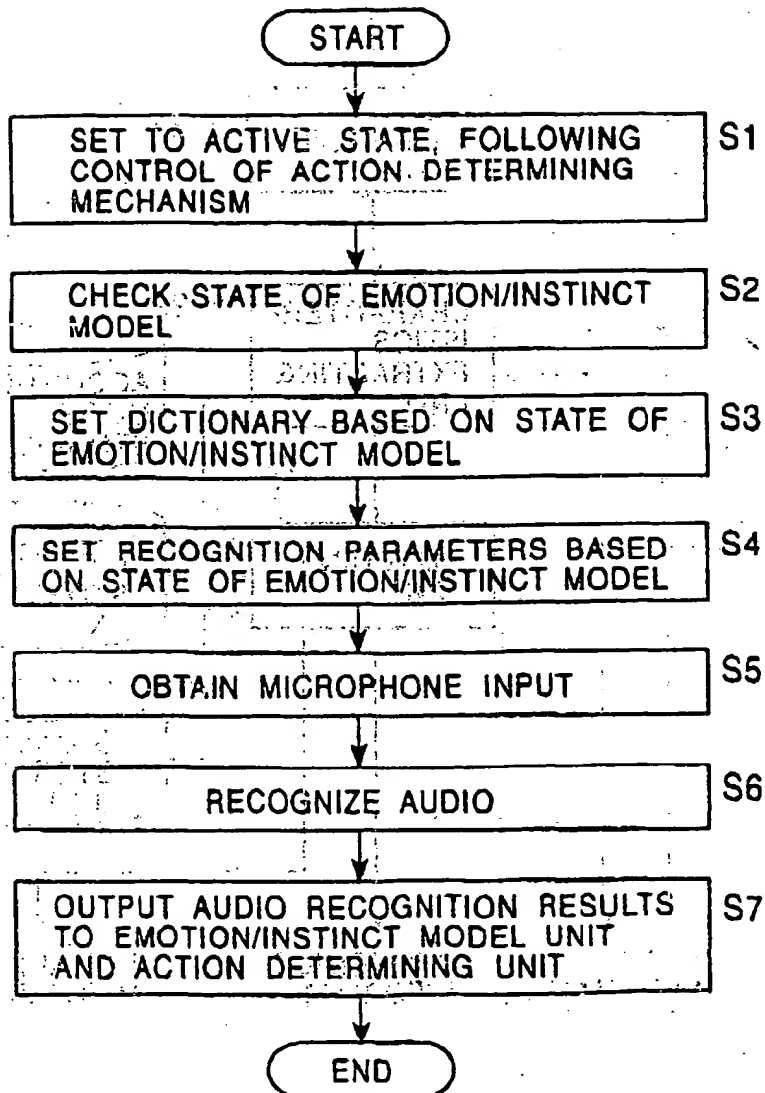 START
SET TO ACTIVE STATE, FOLLOWING
CONTROL OF ACTION DETERMINING
MECHANISM
S1
CHECK STATE OF EMOTION/INSTINCT
MODEL
S2
SET DICTIONARY BASED ON STATE OF
EMOTION/INSTINCT MODEL
S3
SET RECOGNITION PARAMETERS BASED
ON STATE OF EMOTION/INSTINCT MODEL
S4
OBTAIN MICROPHONE INPUT
S5
RECOGNIZE AUDIO
S6
OUTPUT AUDIO RECOGNITION RESULTS
TO EMOTION/INSTINCT MODEL UNIT
AND ACTION DETERMINING UNIT
S7
END